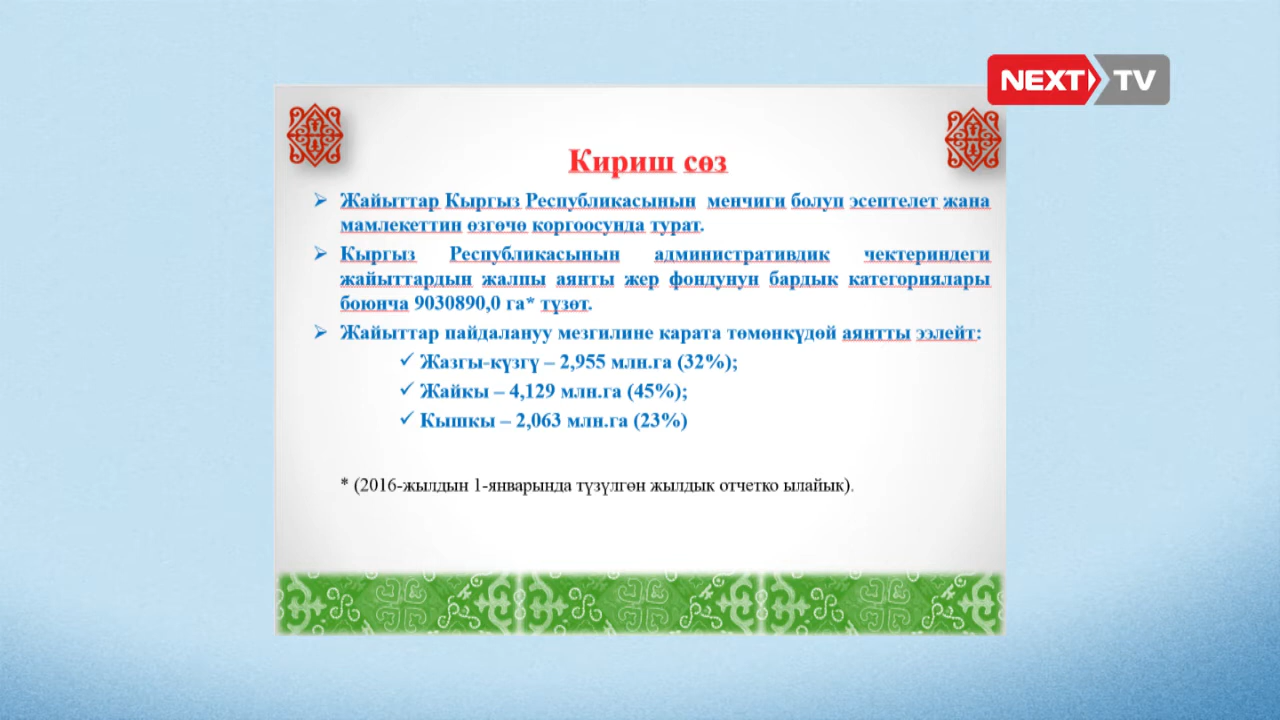 NEXT TV
Кириш сөз
Жайыттар Кыргыз Республикасынын менчиги болуп эсептелет жана
мамлекеттин өзгөчө коргоосунда турат.
Кыргыз Республикасынын административдик чектериндеги
жайыттардын жалпы аянты жер фондунун бардык категориялары
боюнча 9030890,0 га* түзөт.
Жайыттар пайдалануу мезгилине карата төмөнкүдөй аянтты ээлейт:
Жазгы-күзгү – 2,955 млн.га (32%);
Жайкы – 4,129 млн.га (45%);
Кышкы – 2,063 млн.га (23%)
* (2016-жылдын 1-январында түзүлгөн жылдык отчетко ылайык).